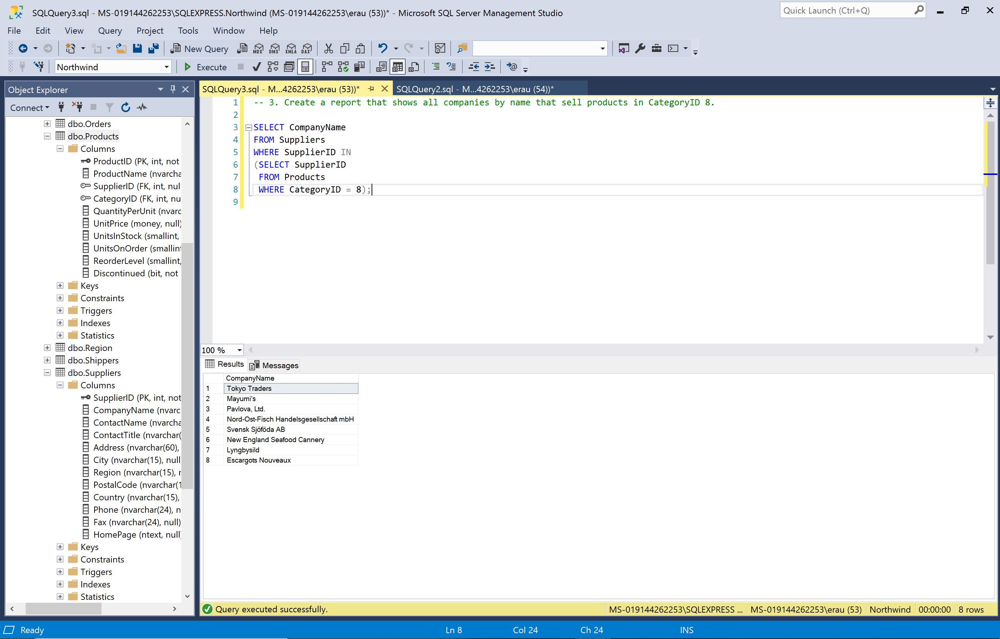 SQLQuery3.sql - MS-019144262253\SQLEXPRESS.Northwind (MS-019144262253\erau (53))* - Microsoft SQL Server Management Studio
Quick Launch (Ctrl+Q)
File Edit View Query Project Tools Window Help
New Query MDX DMX XMLA DAX
Northwind Execute
Object Explorer
Connect
dbo.Orders
dbo.Products
Columns
ProductID (PK, int, not
ProductName (nvarcha
SupplierID (FK, int, nul
CategoryID (FK, int, nu
QuantityPerUnit (nvarc
UnitPrice (money, null)
UnitsInStock (smallint,
UnitsOnOrder (smallint
ReorderLevel (smallint,
Discontinued (bit, not
Keys
Constraints
Triggers
Indexes
Statistics
dbo.Region
dbo.Shippers
dbo.Suppliers
Columns
SupplierID (PK, int, not
CompanyName (nvarc
ContactName (nvarcha
ContactTitle (nvarchar(
Address (nvarchar(60),
City (nvarchar(15), null
Region (nvarchar(15), r
PostalCode (nvarchar(1
Country (nvarchar(15),
Phone (nvarchar(24), n
Fax (nvarchar(24), null)
HomePage (ntext, null)
Keys
Constraints
Triggers
Indexes
Statistics
SQLQuery3.sql - M...4262253\erau (53))* SQLQuery2.sql - M...4262253\erau (54))*
1 -- 3. Create a report that shows all companies by name that sell products in CategoryID 8.
2
3 SELECT CompanyName
4 FROM Suppliers
5 WHERE SupplierID IN
6 (SELECT SupplierID
7 FROM Products
8 WHERE CategoryID = 8);
9
100 %
Results Messages
CompanyName
1 Tokyo Traders
2 Mayumi's
3 Pavlova, Ltd.
4 Nord-Ost-Fisch Handelsgesellschaft mbH
5 Svensk Sjöföda AB
6 New England Seafood Cannery
7 Lyngbysild
8 Escargots Nouveaux
Query executed successfully. MS-019144262253\SQLEXPRESS ... MS-019144262253\erau (53) Northwind 00:00:00 8 rows
Ready Ln 8 Col 24 Ch 24 INS